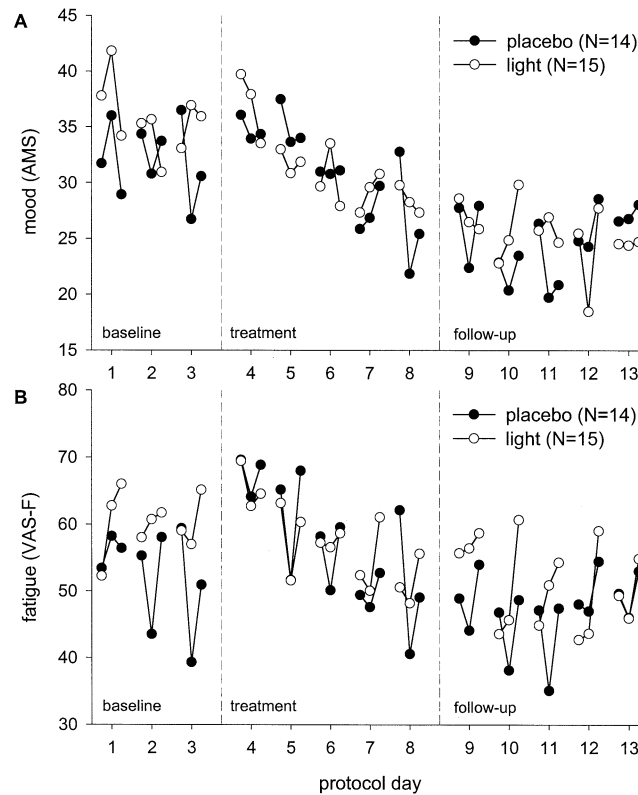 A
45
40
35
30
25
20
15
mood (AMS)
placebo (N=14)
light (N=15)
baseline
treatment
follow-up
1 2 3 4 5 6 7 8 9 10 11 12 13
B
80
70
60
50
40
30
fatigue (VAS-F)
placebo (N=14)
light (N=15)
baseline
treatment
follow-up
1 2 3 4 5 6 7 8 9 10 11 12 13
protocol day